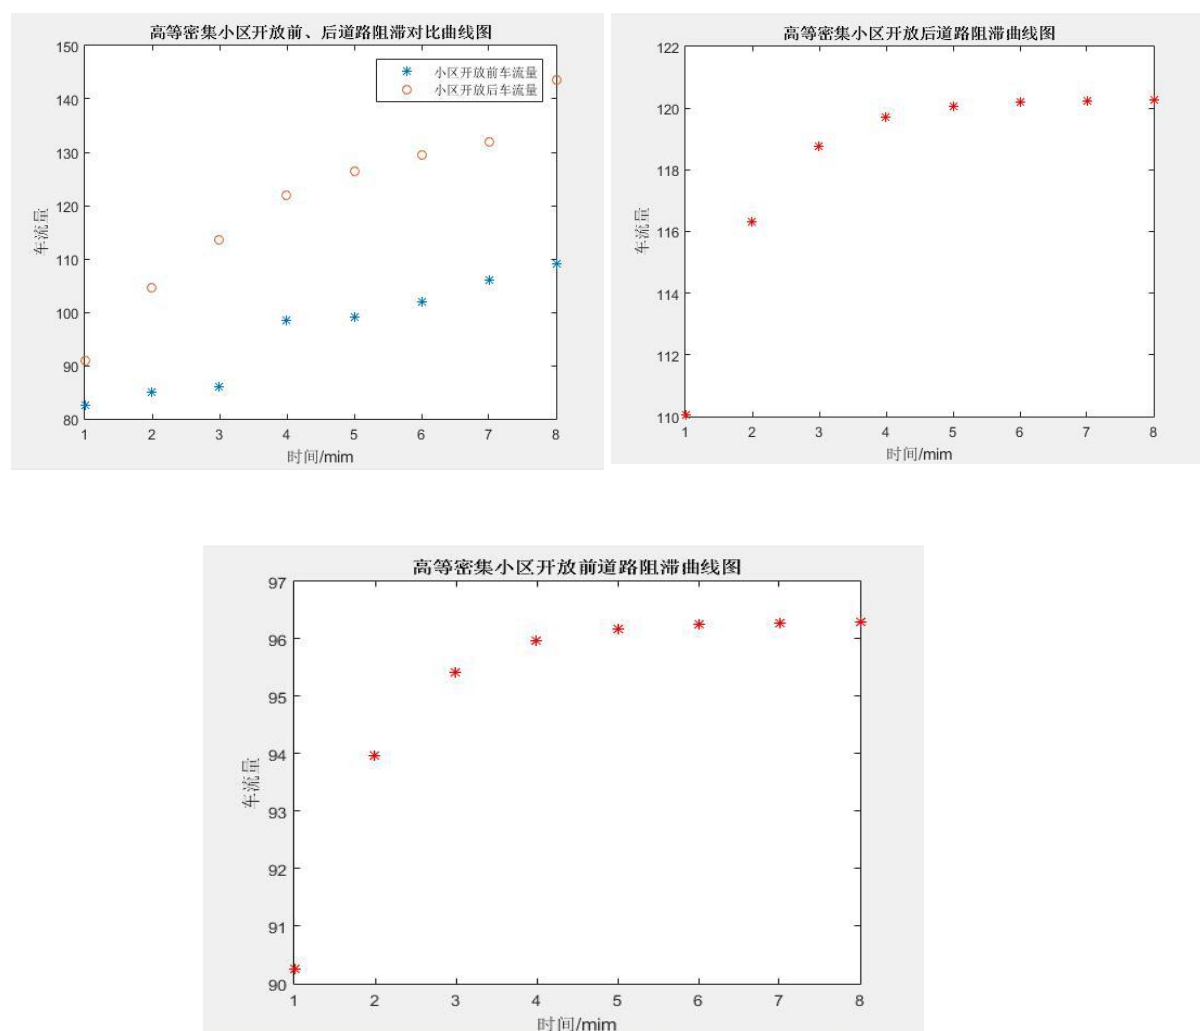 高等密集小区开放前、后道路阻滞对比曲线图
150
140
130
120
110
100
90
80
车流量
小区开放前车流量
小区开放后车流量
1 2 3 4 5 6 7 8
时间/mim
高等密集小区开放后道路阻滞曲线图
122
120
118
116
114
112
110
车流量
1 2 3 4 5 6 7 8
时间/mim
高等密集小区开放前道路阻滞曲线图
97
96
95
94
93
92
91
90
车流量
1 2 3 4 5 6 7 8
时间/mim